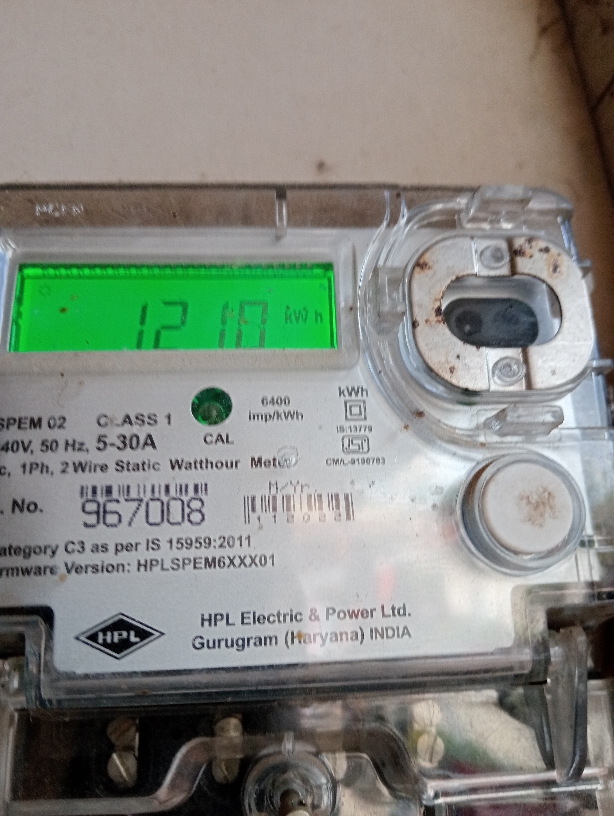 kWh
SPEM 02 CLASS 1
6400
imp/kWh
kWh
40V, 50 Hz, 5-30A
CAL
IS:13779
c, 1Ph, 2 Wire Static Watthour Meter
. No. 967008
M/Yr.
ategory C3 as per IS 15959:2011
rmware Version: HPLSPEM6XXX01
HPL
HPL Electric & Power Ltd.
Gurugram (Haryana) INDIA